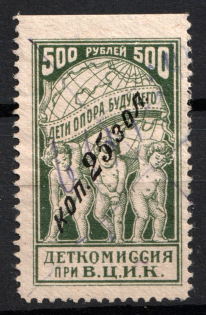 500 РУБЛЕЙ 500
ДЕТИ ОПОРА БУДУЩЕГО
коп. 25 зол.
ДЕТКОМИССИЯ
ПРИ В.Ц.И.К.